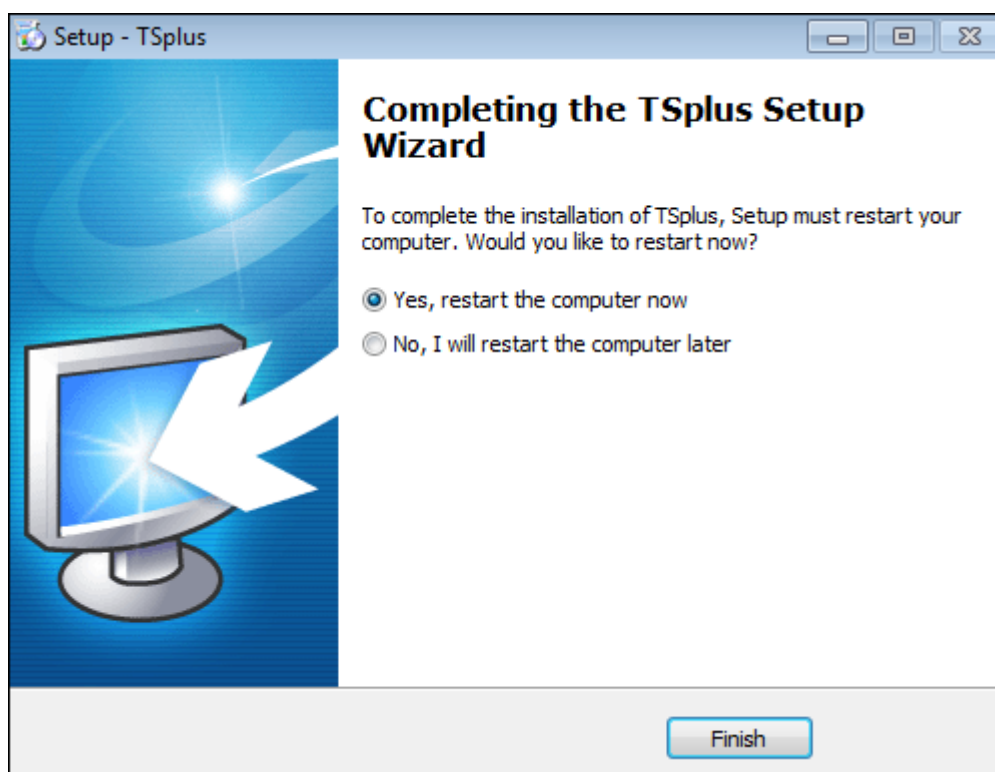 Setup - TSplus
Completing the TSplus Setup
Wizard
To complete the installation of TSplus, Setup must restart your
computer. Would you like to restart now?
Yes, restart the computer now
No, I will restart the computer later
Finish